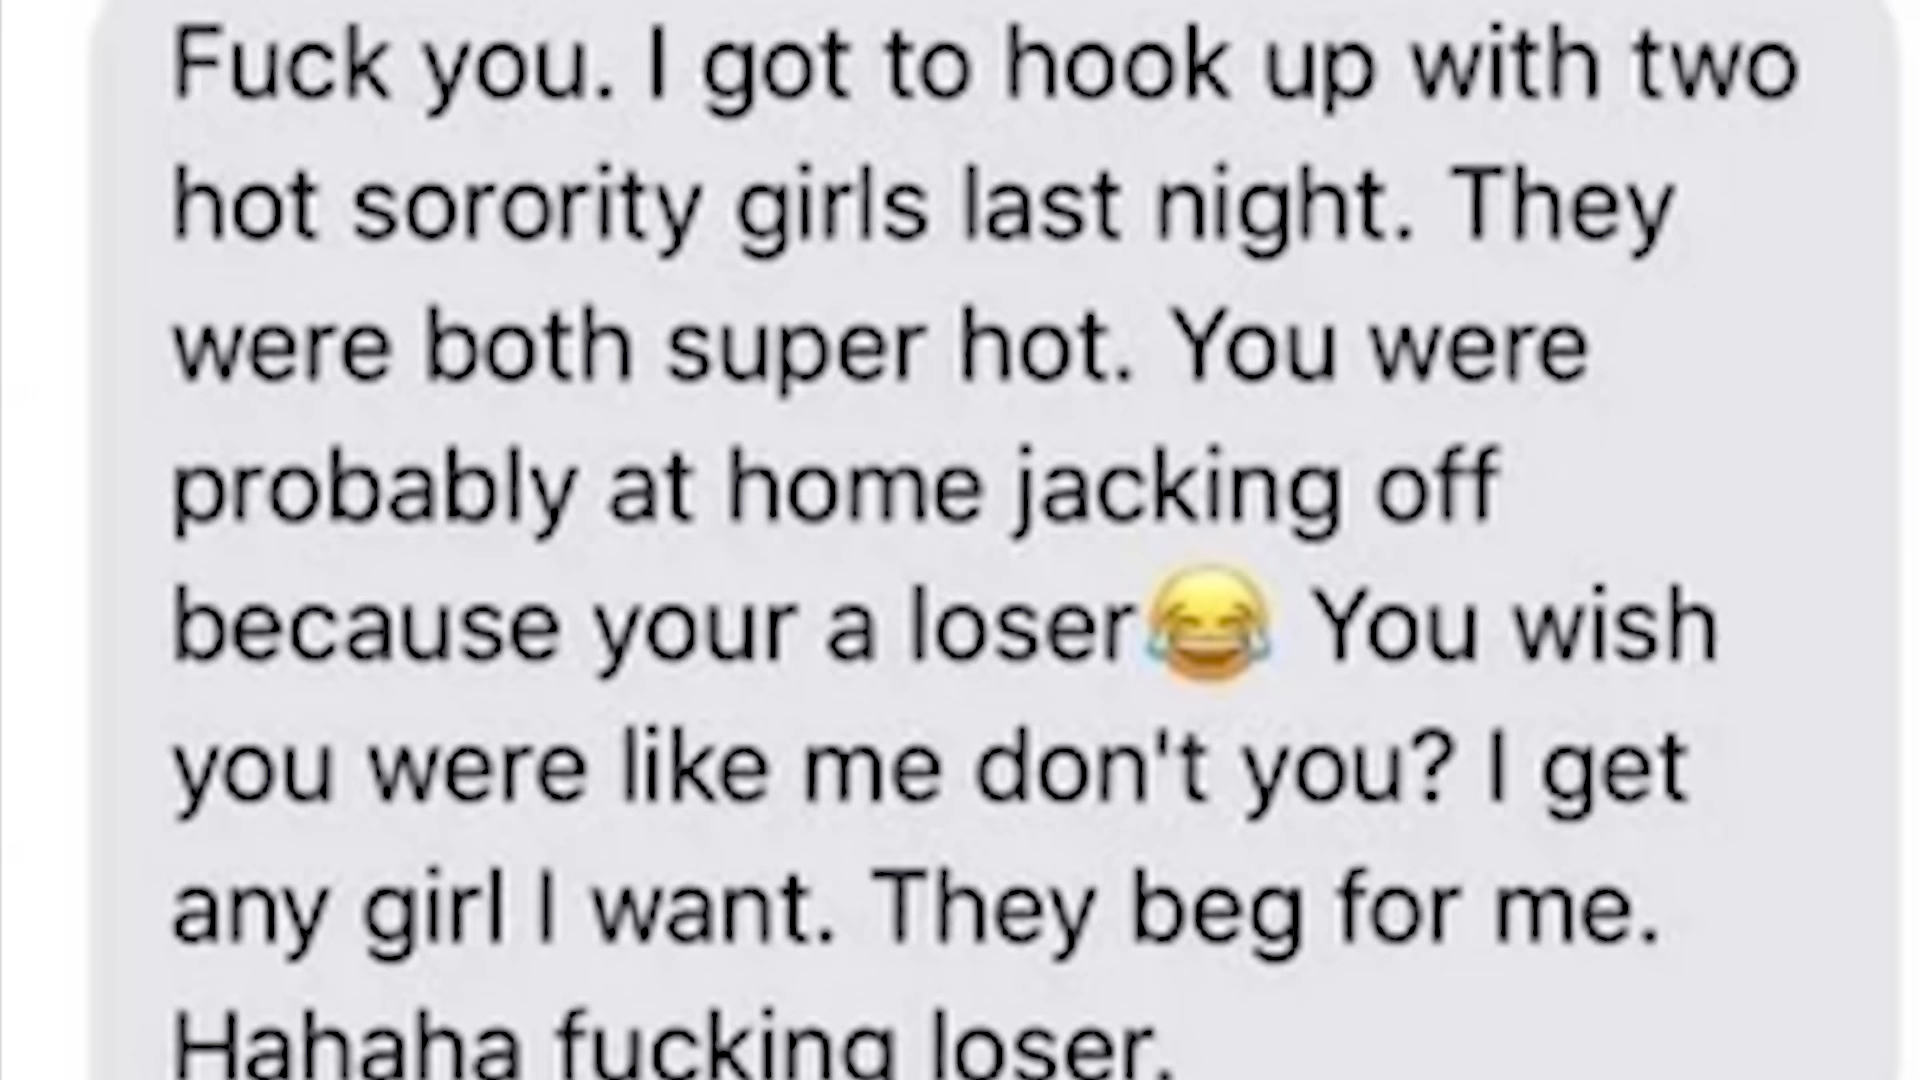 Fuck you. I got to hook up with two
hot sorority girls last night. They
were both super hot. You were
probably at home jacking off
because your a loser😂 You wish
you were like me don't you? I get
any girl I want. They beg for me.
Hahaha fucking loser.